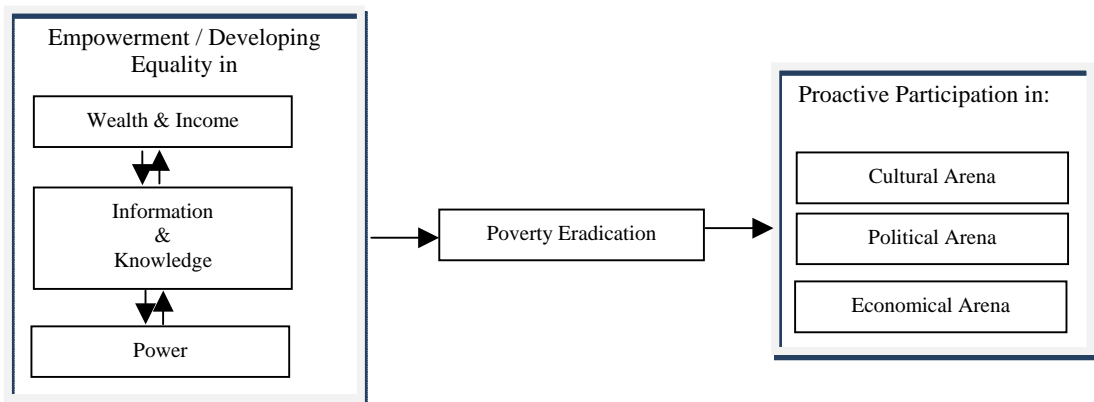 Empowerment / Developing
Equality in
Wealth & Income
Information
&
Knowledge
Power
Poverty Eradication
Proactive Participation in:
Cultural Arena
Political Arena
Economical Arena